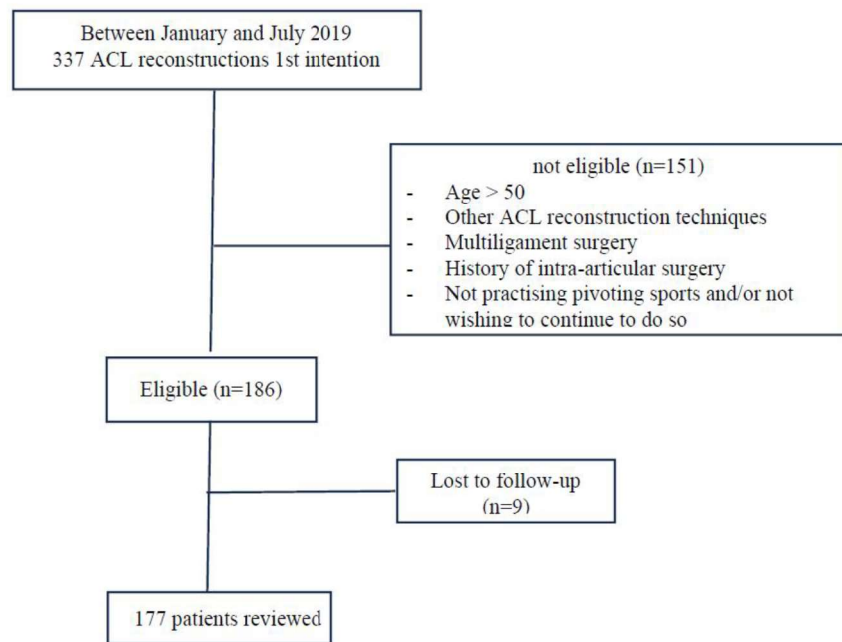 Between January and July 2019
337 ACL reconstructions 1st intention
not eligible (n=151)
- Age > 50
- Other ACL reconstruction techniques
- Multiligament surgery
- History of intra-articular surgery
- Not practising pivoting sports and/or not
wishing to continue to do so
Eligible (n=186)
Lost to follow-up
(n=9)
177 patients reviewed